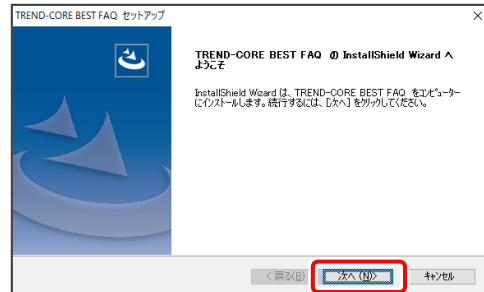 TREND-CORE BEST FAQ セットアップ
TREND-CORE BEST FAQ の InstallShield Wizard へ
ようこそ
InstallShield Wizard は、TREND-CORE BEST FAQ をコンピューター
にインストールします。続行するには、[次へ] をクリックしてください。
< 戻る(B)
次へ (N)>
キャンセル